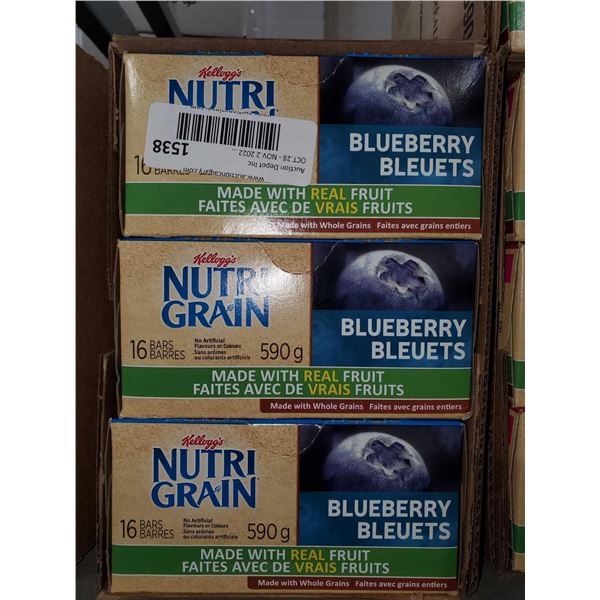 Kellogg's
NUTRI
www.auctioncalgary.com
Auction Depot Inc
OCT.28 - NOV 2 2022 ...
1538
16 BARRES
BLUEBERRY
BLEUETS
MADE WITH REAL FRUIT
FAITES AVEC DE VRAIS FRUITS
Made with Whole Grains Faites avec grains entiers
Kellogg's
NUTRI
GRAIN
16 BARS
BARRES
No Artificial
Flavours or Colours
Sans arômes
ou colorants artificiels
590 g
BLUEBERRY
BLEUETS
MADE WITH REAL FRUIT
FAITES AVEC DE VRAIS FRUITS
Made with Whole Grains Faites avec grains entiers
Kellogg's
NUTRI
GRAIN
16 BARS
BARRES
No Artificial
Flavours or Colours
Sans arômes
ou colorants artificiels
590 g
BLUEBERRY
BLEUETS
MADE WITH REAL FRUIT
FAITES AVEC DE VRAIS FRUITS
Made with Whole Grains Faites avec grains entiers